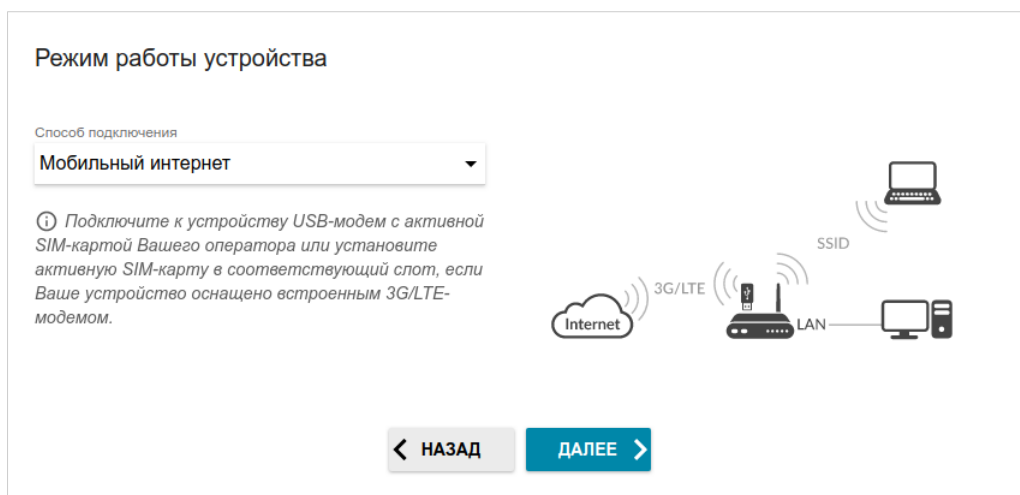 Режим работы устройства
Способ подключения
Мобильный интернет
Подключите к устройству USB-модем с активной
SIM-картой Вашего оператора или установите
активную SIM-карту в соответствующий слот, если
Ваше устройство оснащено встроенным 3G/LTE-
модемом.
SSID
3G/LTE
Internet
LAN
НАЗАД
ДАЛЕЕ